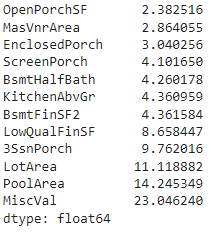 OpenPorchSF 2.382516
MasVnrArea 2.864055
EnclosedPorch 3.040256
ScreenPorch 4.101650
BsmtHalfBath 4.260178
KitchenAbvGr 4.360959
BsmtFinSF2 4.361584
LowQualFinSF 8.658447
3SsnPorch 9.762016
LotArea 11.118882
PoolArea 14.245349
MiscVal 23.046240
dtype: float64